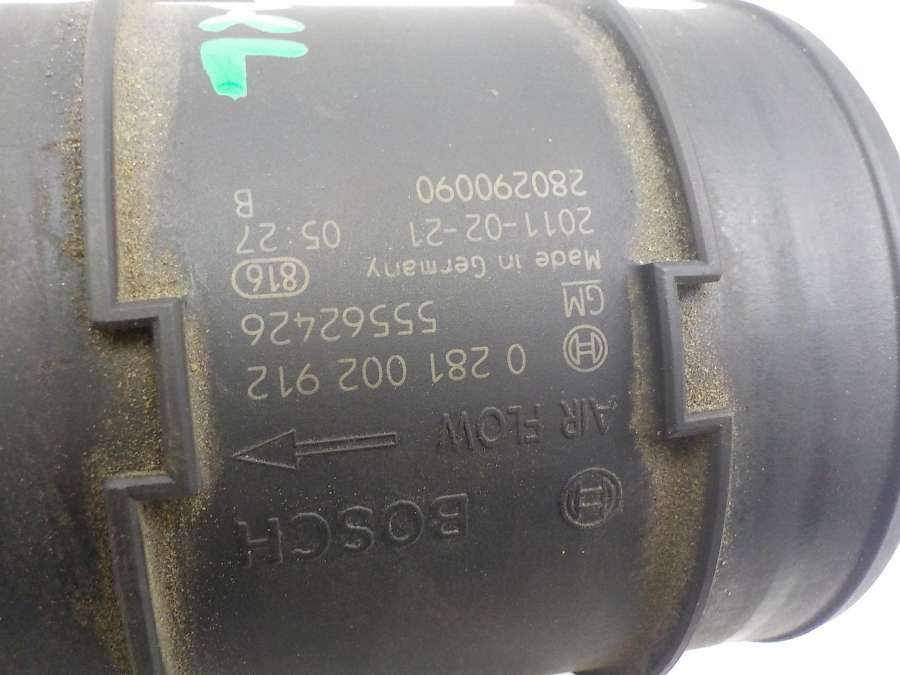 BOSCH
AIR FLOW
0 281 002 912
GM 55562426
Made in Germany 816
2011-02-21 05:27
280290090 B